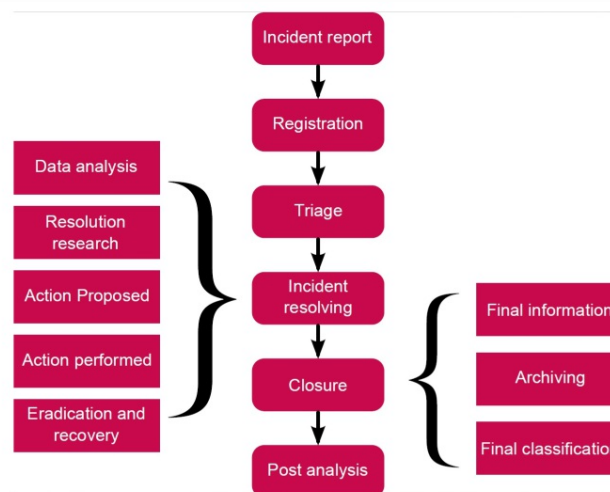 Incident report
Registration
Triage
Incident
resolving
Closure
Post analysis
Data analysis
Resolution
research
Action Proposed
Action performed
Eradication and
recovery
Final information
Archiving
Final classification